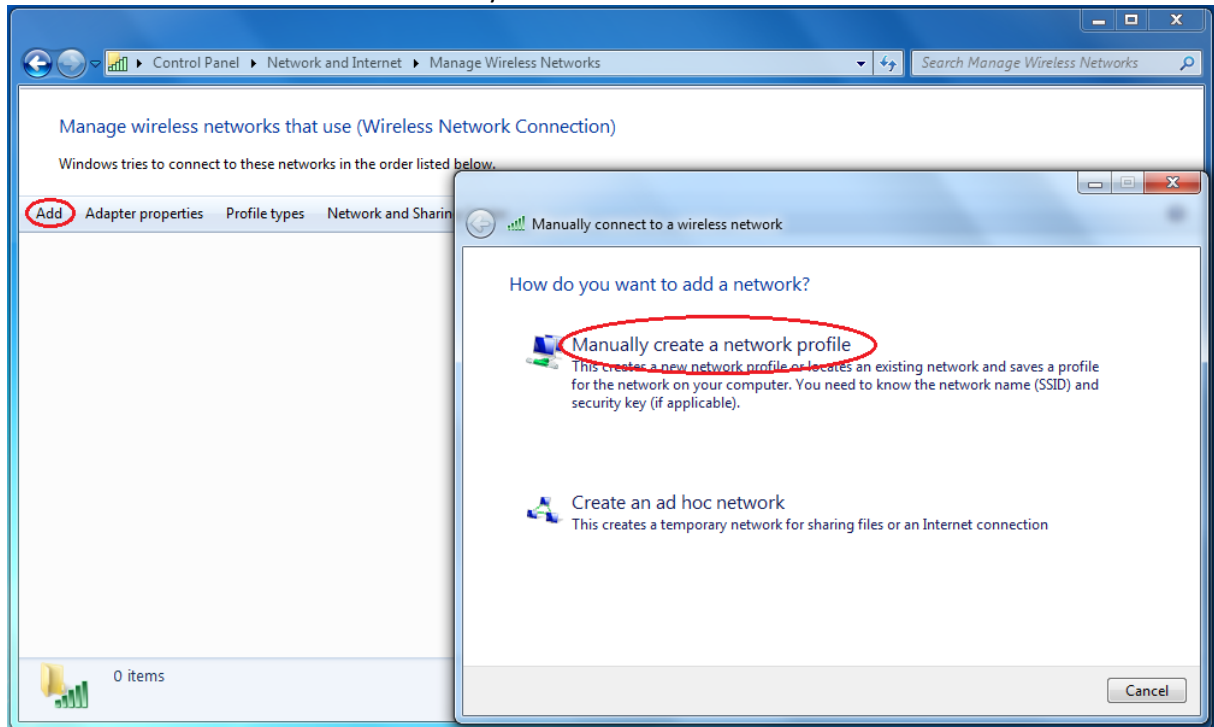 Control Panel Network and Internet Manage Wireless Networks Search Manage Wireless Networks
Manage wireless networks that use (Wireless Network Connection)
Windows tries to connect to these networks in the order listed below.
Add Adapter properties Profile types Network and Sharin
Manually connect to a wireless network
How do you want to add a network?
Manually create a network profile
This creates a new network profile or locates an existing network and saves a profile
for the network on your computer. You need to know the network name (SSID) and
security key (if applicable).
Create an ad hoc network
This creates a temporary network for sharing files or an Internet connection
0 items
Cancel